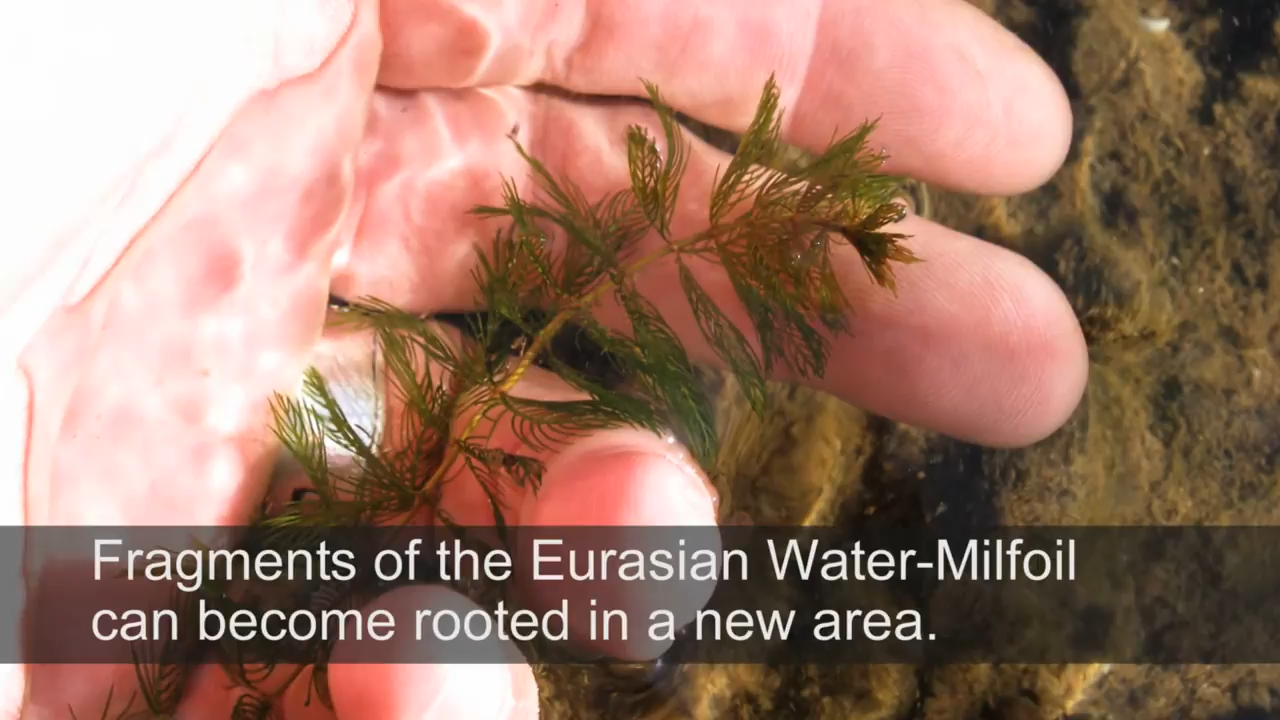 Fragments of the Eurasian Water-Milfoil
can become rooted in a new area.